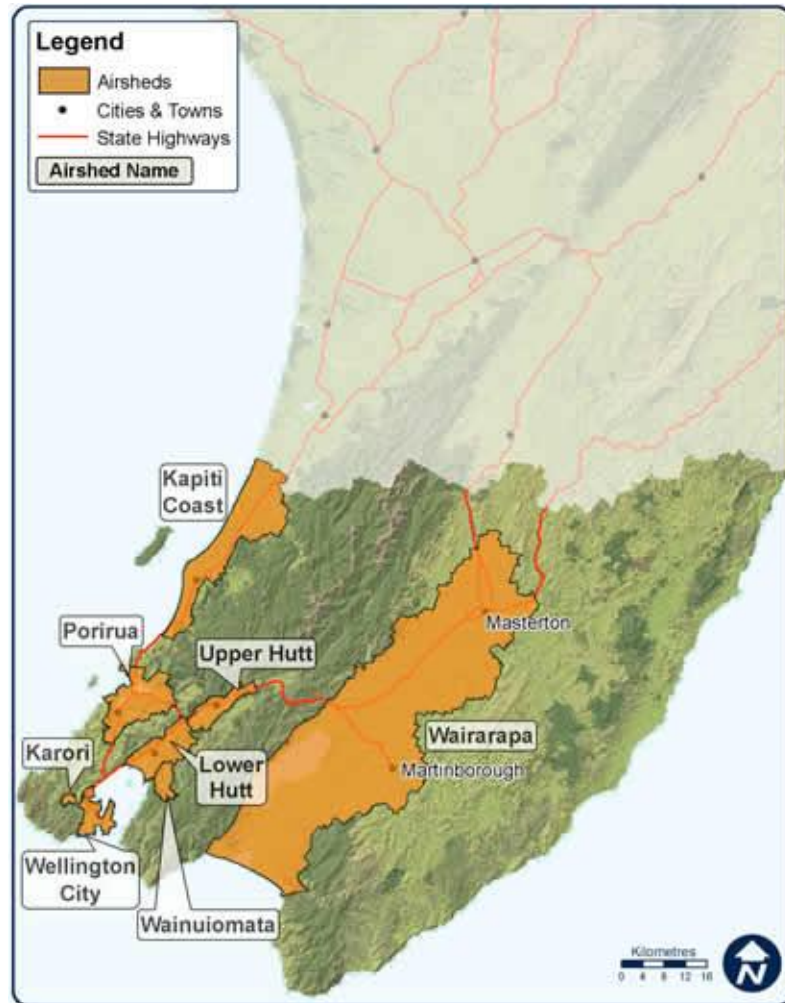 Legend
Airsheds
Cities & Towns
State Highways
Airshed Name
Kapiti
Coast
Porirua
Upper Hutt
Masterton
Karori
Lower
Hutt
Wairarapa
Martinborough
Wellington
City
Wainuiomata
Kilometres
0 4 8 12 16
N